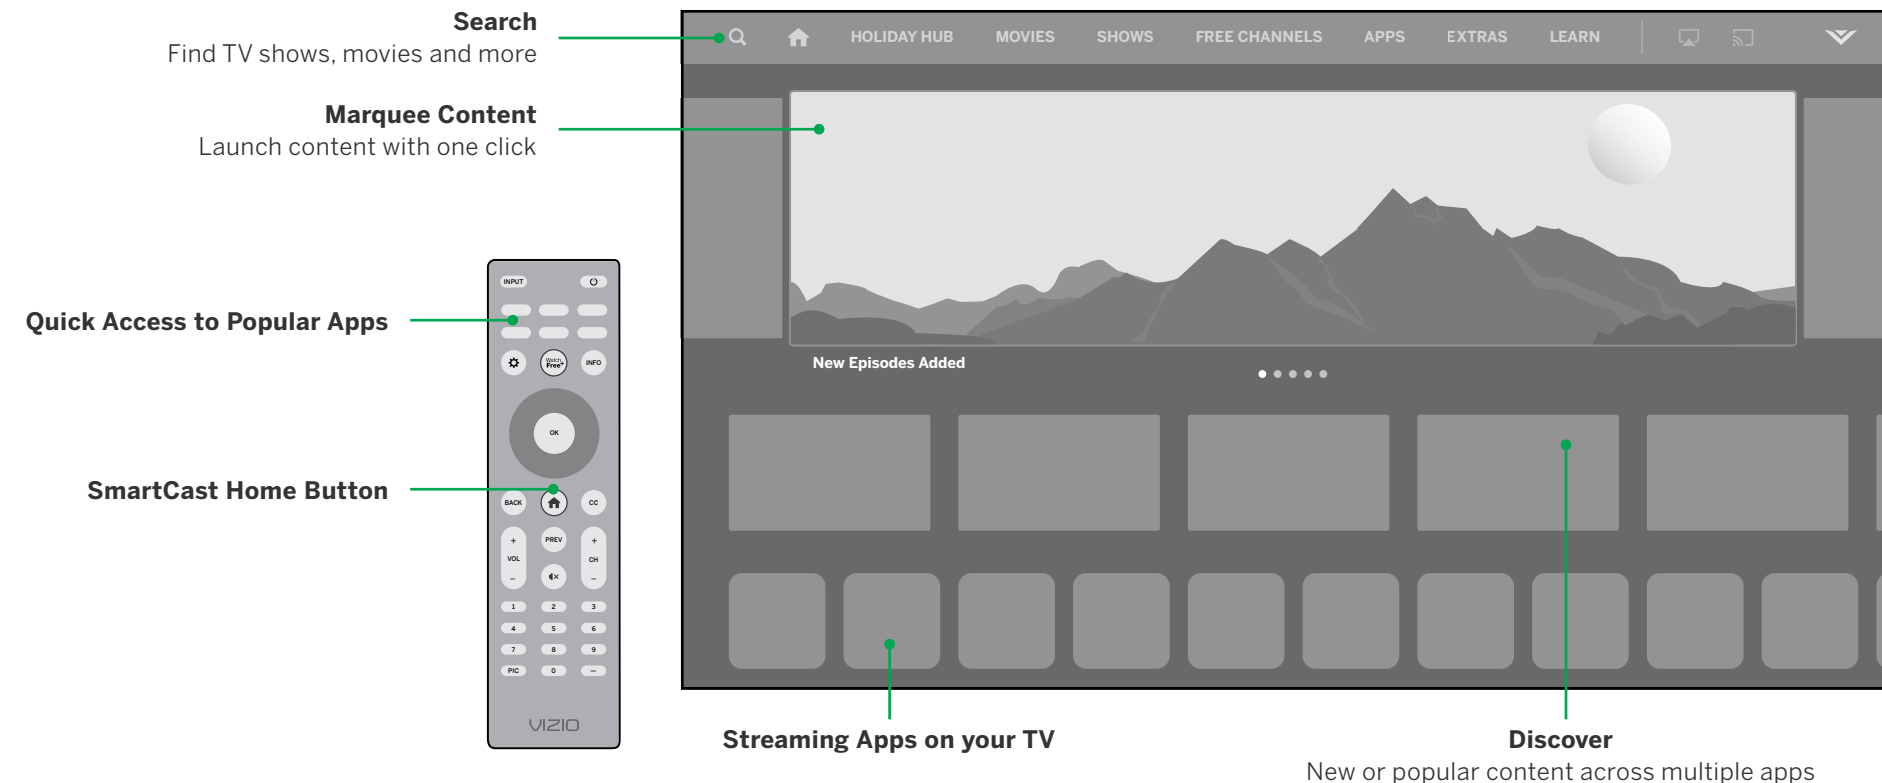 Search
Find TV shows, movies and more
HOLIDAY HUB MOVIES SHOWS FREE CHANNELS APPS EXTRAS LEARN
Marquee Content
Launch content with one click
New Episodes Added
Quick Access to Popular Apps
SmartCast Home Button
INPUT
Watch
Free+
INFO
OK
BACK
CC
+
VOL
–
PREV
+
CH
–
1 2 3
4 5 6
7 8 9
PIC 0 –
VIZIO
Streaming Apps on your TV
Discover
New or popular content across multiple apps